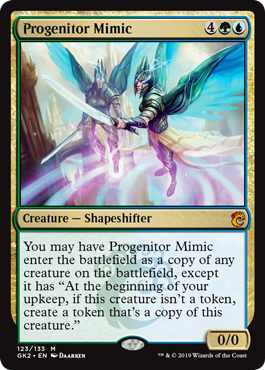 Progenitor Mimic 4
Creature — Shapeshifter
You may have Progenitor Mimic
enter the battlefield as a copy of any
creature on the battlefield, except
it has “At the beginning of your
upkeep, if this creature isn’t a token,
create a token that’s a copy of this
creature.”
0/0
123/133 M
GK2 • EN DAARKEN
™ & © 2019 Wizards of the Coast